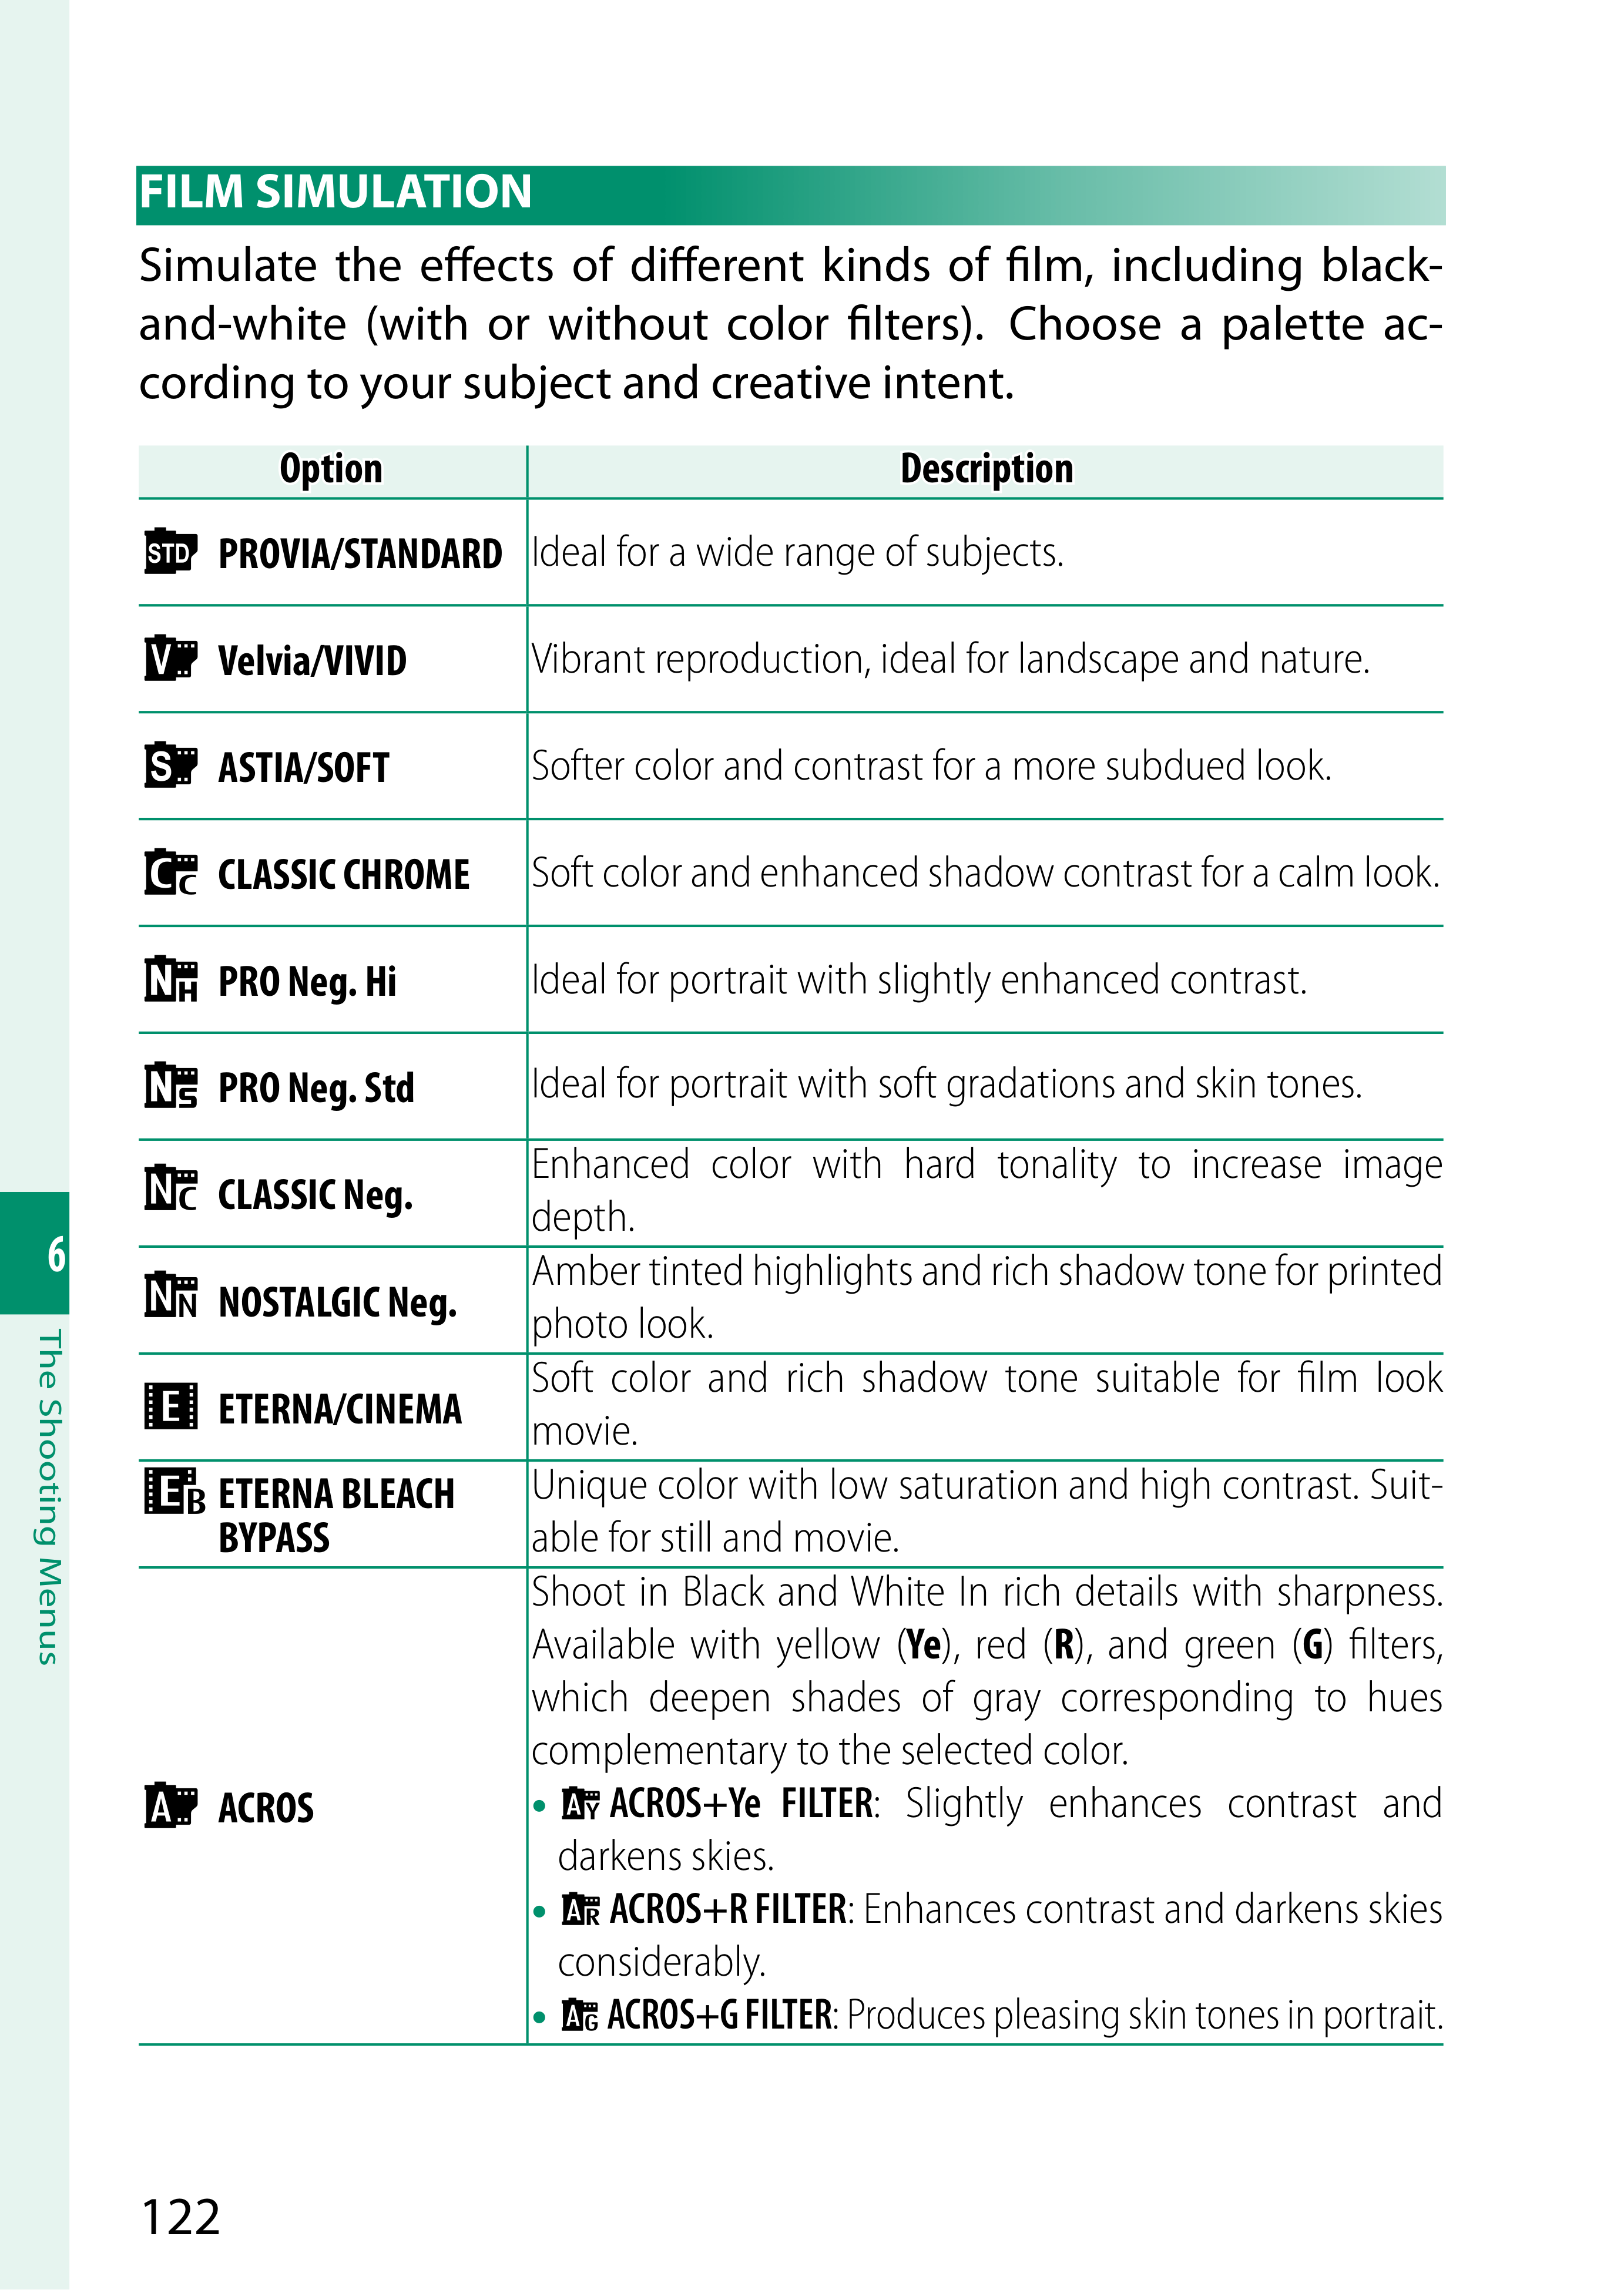 FILM SIMULATION
Simulate the effects of different kinds of film, including black-
and-white (with or without color filters). Choose a palette ac-
cording to your subject and creative intent.
Option Description
STD PROVIA/STANDARD Ideal for a wide range of subjects.
V Velvia/VIVID Vibrant reproduction, ideal for landscape and nature.
S ASTIA/SOFT Softer color and contrast for a more subdued look.
Cc CLASSIC CHROME Soft color and enhanced shadow contrast for a calm look.
NH PRO Neg. Hi Ideal for portrait with slightly enhanced contrast.
NS PRO Neg. Std Ideal for portrait with soft gradations and skin tones.
NC CLASSIC Neg. Enhanced color with hard tonality to increase image
depth.
NN NOSTALGIC Neg. Amber tinted highlights and rich shadow tone for printed
photo look.
E ETERNA/CINEMA Soft color and rich shadow tone suitable for film look
movie.
EB ETERNA BLEACH
BYPASS
Unique color with low saturation and high contrast. Suit-
able for still and movie.
A ACROS
Shoot in Black and White In rich details with sharpness.
Available with yellow (Ye), red (R), and green (G) filters,
which deepen shades of gray corresponding to hues
complementary to the selected color.
• AY ACROS+Ye FILTER: Slightly enhances contrast and
darkens skies.
• AR ACROS+R FILTER: Enhances contrast and darkens skies
considerably.
• AG ACROS+G FILTER: Produces pleasing skin tones in portrait.
6
The Shooting Menus
122